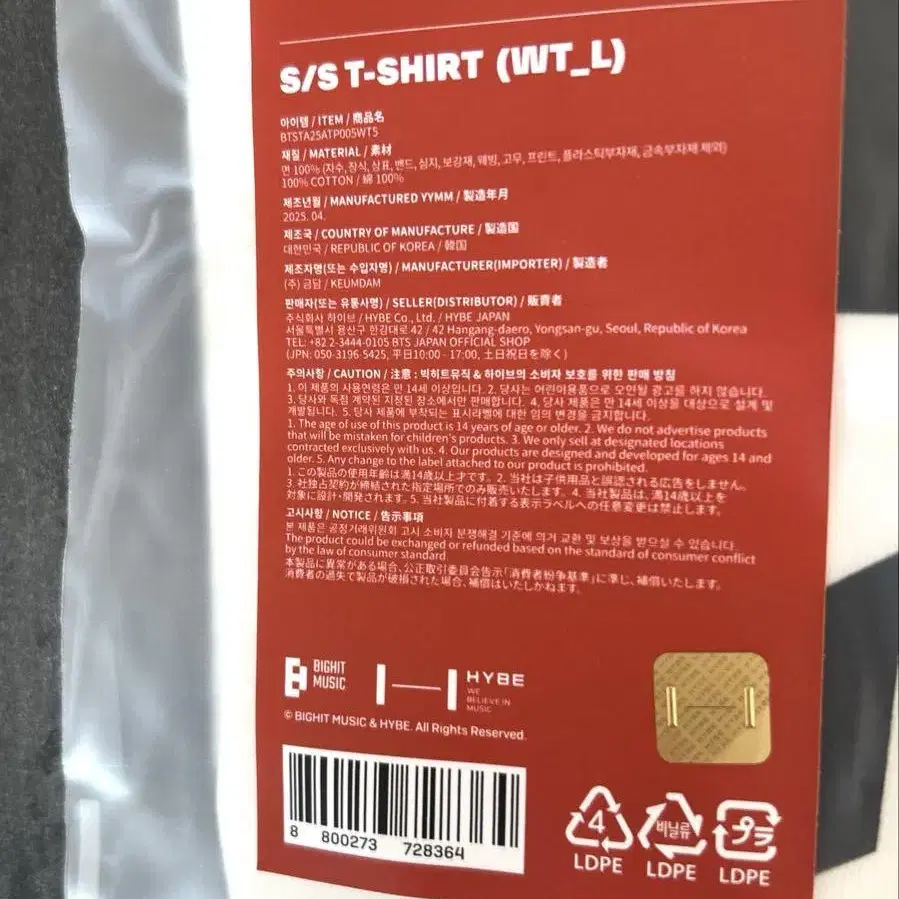 S/S T-SHIRT (WT_L)
아이템 / ITEM / 商品名
BTSTA25ATP005WT5
재질 / MATERIAL / 素材
면 100% (자수,장식, 상표, 밴드, 심지, 보강재, 웨빙, 고무, 프린트, 플라스틱부자재, 금속부자재 제외)
100% COTTON / 綿 100%
제조년월 / MANUFACTURED YYMM / 製造年月
2025. 04.
제조국 / COUNTRY OF MANUFACTURE / 製造国
대한민국 / REPUBLIC OF KOREA / 韓国
제조자명(또는 수입자명) / MANUFACTURER(IMPORTER) / 製造者
(주) 금담 / KEUMDAM
판매자(또는 유통사명) / SELLER(DISTRIBUTOR) / 販賣者
주식회사 하이브 / HYBE Co., Ltd. / HYBE JAPAN
서울특별시 용산구 한강대로 42 / 42 Hangang-daero, Yongsan-gu, Seoul, Republic of Korea
TEL: +82 2-3444-0105 BTS JAPAN OFFICIAL SHOP
(JPN: 050-3196-5425, 平日10:00 - 17:00, 土日祝日を除く)
주의사항 / CAUTION / 注意 : 빅히트뮤직 & 하이브의 소비자 보호를 위한 판매 방침
1. 이 제품의 사용연령은 만 14세 이상입니다. 2. 당사는 어린이용품으로 오인될 광고를 하지 않습니다.
3. 당사와 독점 계약된 지정된 장소에서만 판매합니다. 4. 당사 제품은 만 14세 이상을 대상으로 설계 및
개발됩니다. 5. 당사 제품에 부착되는 표시라벨에 대한 임의 변경을 금지합니다.
1. The age of use of this product is 14 years of age or older. 2. We do not advertise products
that will be mistaken for children's products. 3. We only sell at designated locations
contracted exclusively with us. 4. Our products are designed and developed for ages 14 and
older. 5. Any change to the label attached to our product is prohibited.
1. この製品の使用年齢は満14歳以上才です。 2. 当社は子供用品と誤認される広告をしません。
3. 社独占契約が締結された指定場所でのみ販売いたします。 4. 当社製品は、満14歳以上を
対象に設計・開発されます。 5. 当社製品に付着する表示ラベルへの任意変更は禁止します。
고시사항 / NOTICE / 告示事項
본 제품은 공정거래위원회 고시 소비자 분쟁해결 기준에 의거 교환 및 보상을 받으실 수 있습니다.
The product could be exchanged or refunded based on the standard of consumer conflict
by the law of consumer standard.
本製品に異常がある場合、公正取引委員会告示「消費者紛争基準」に準じ、補償いたします。
消費者の過失で製品が破損された場合、補償はいたしかねます。
BIGHIT
MUSIC
HYBE
WE
BELIEVE IN
MUSIC
© BIGHIT MUSIC & HYBE. All Rights Reserved.
8 800273 728364
4
LDPE
비닐류
LDPE
プラ
LDPE